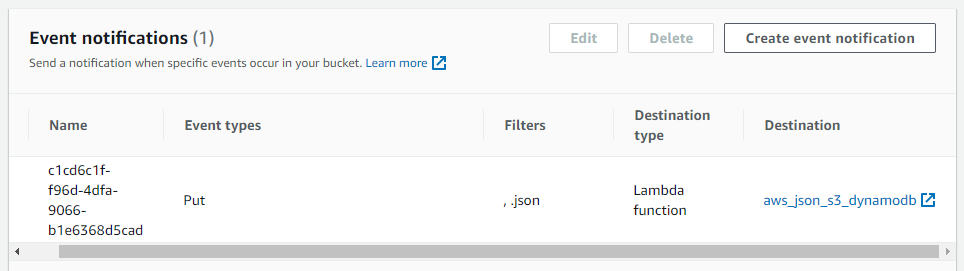 Event notifications (1)
Edit
Delete
Create event notification
Send a notification when specific events occur in your bucket. Learn more
Name
Event types
Filters
Destination
type
Destination
c1cd6c1f-
f96d-4dfa-
9066-
b1e6368d5cad
Put
, .json
Lambda
function
aws_json_s3_dynamodb